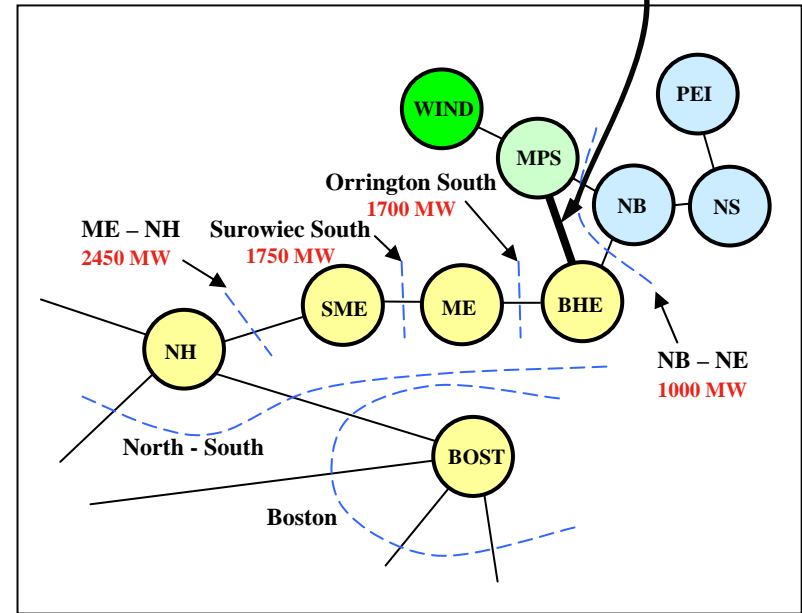 PEI
WIND
MPS
Orrington South
1700 MW
NB
NS
ME – NH
2450 MW
Surowiec South
1750 MW
SME
ME
BHE
NH
NB – NE
1000 MW
North - South
BOST
Boston